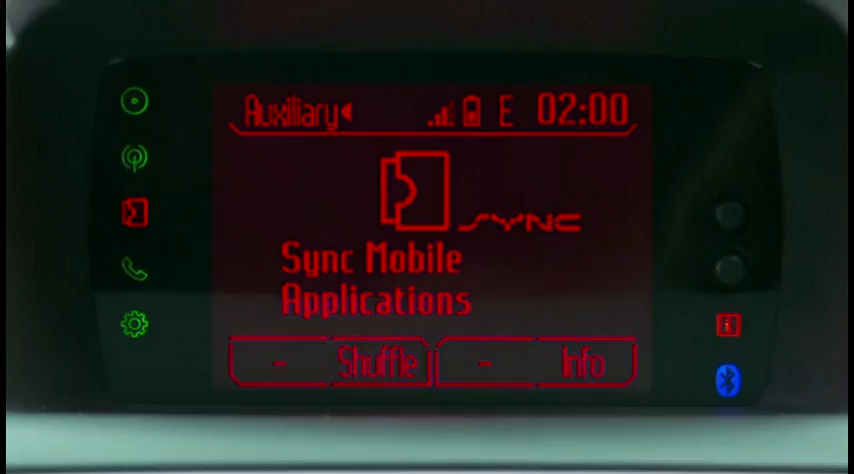 Auxiliary
E 02:00
SYNC
Sync Mobile
Applications
- Shuffle - Info
i